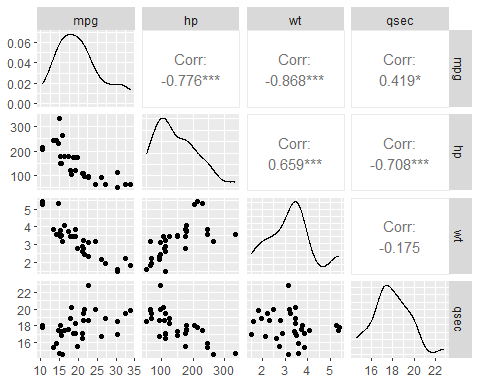 mpg hp wt qsec
0.06
0.04
0.02
0.00
Corr: Corr: Corr:
-0.776*** -0.868*** 0.419*
mpg
300
200
100
Corr: Corr:
0.659*** -0.708***
hp
5
4
3
2
Corr:
-0.175
wt
22
20
18
16
qsec
10 15 20 25 30 35 100 200 300 2 3 4 5 16 18 20 22